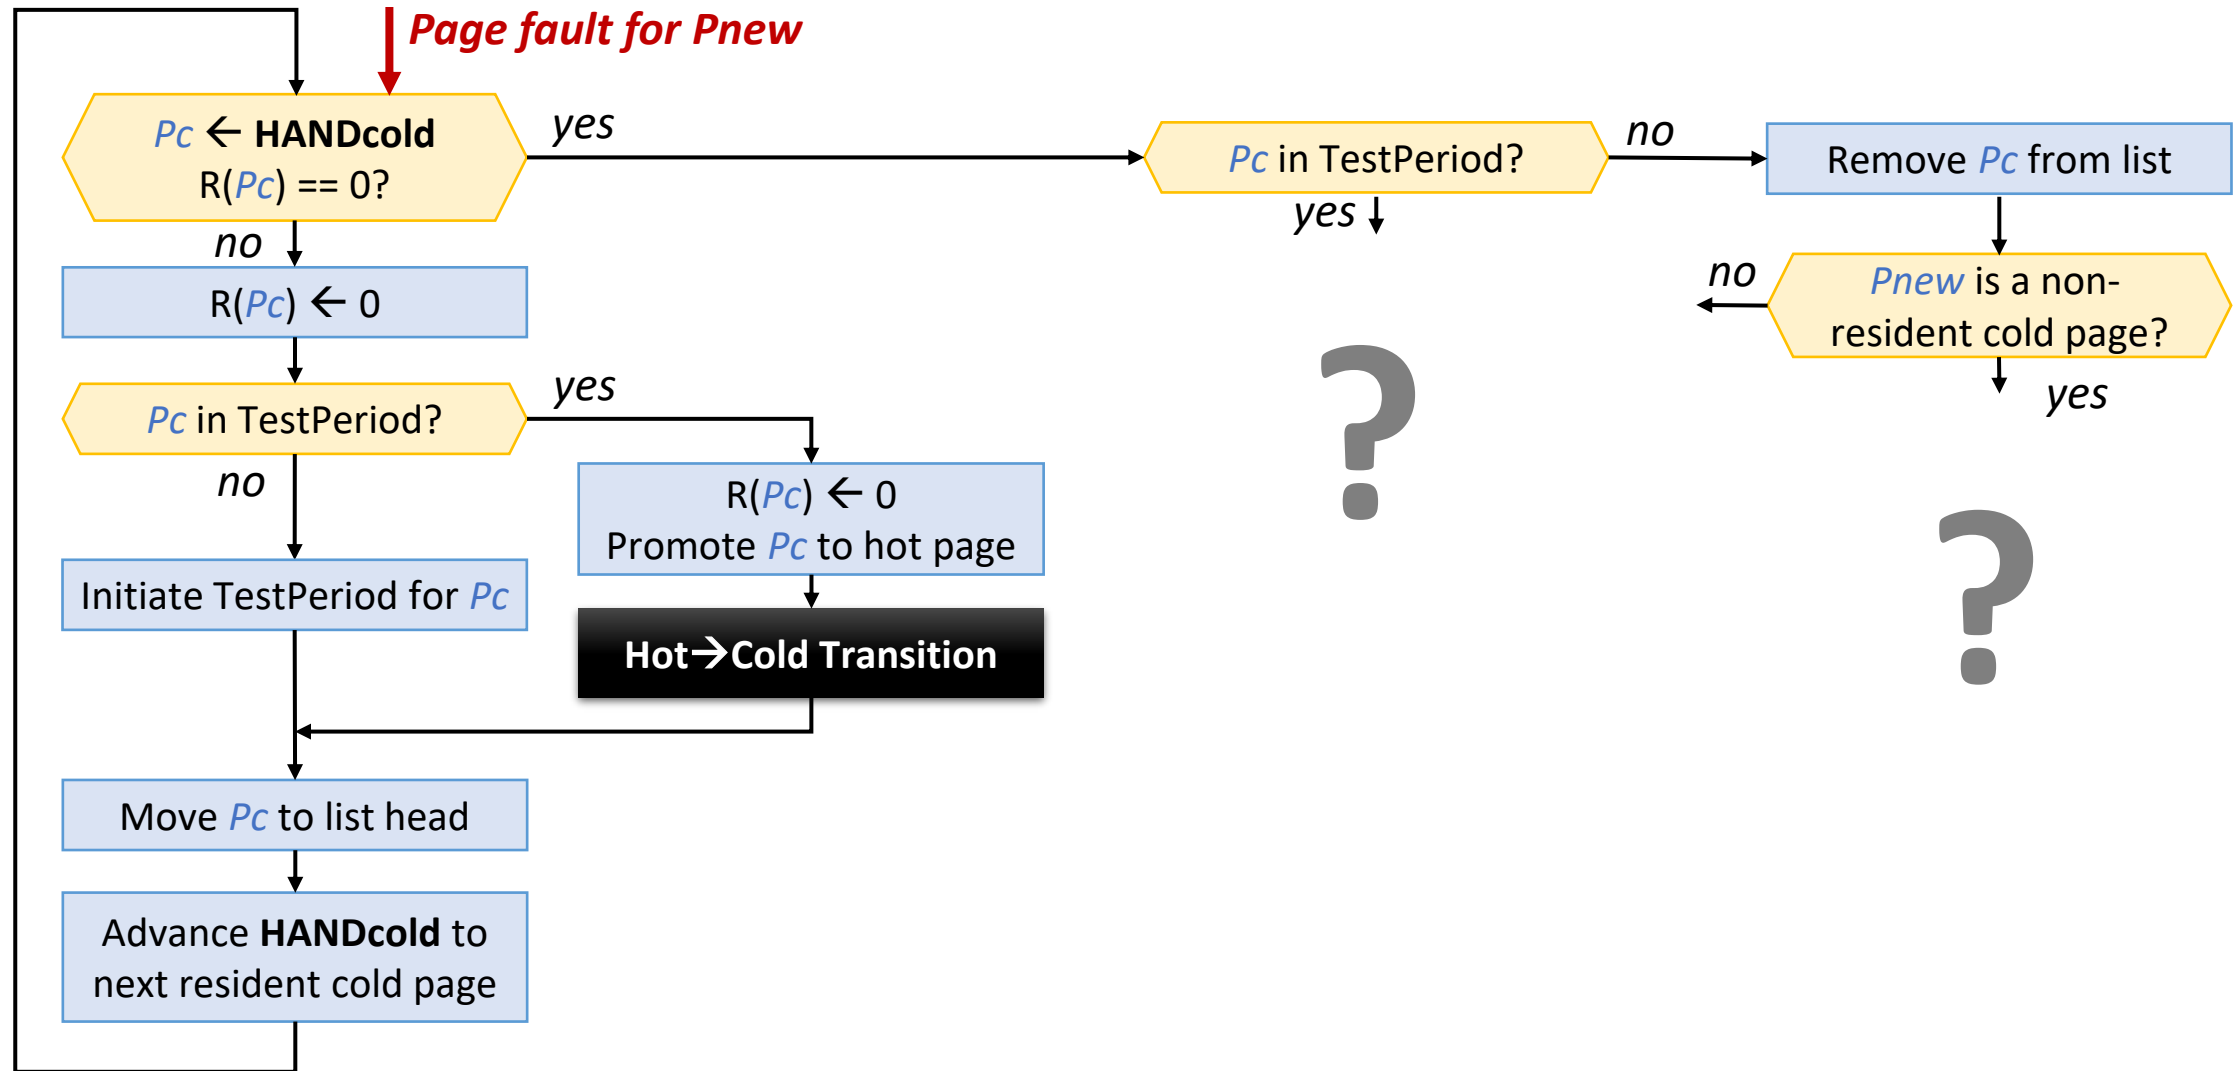 Page fault for Pnew
Pc ← HANDcold
R(Pc) == 0?
yes
no
R(Pc) ← 0
Pc in TestPeriod?
yes
no
R(Pc) ← 0
Promote Pc to hot page
Initiate TestPeriod for Pc
Hot→Cold Transition
Move Pc to list head
Advance HANDcold to
next resident cold page
Pc in TestPeriod?
no
yes
?
Remove Pc from list
Pnew is a non-
resident cold page?
no
yes
?